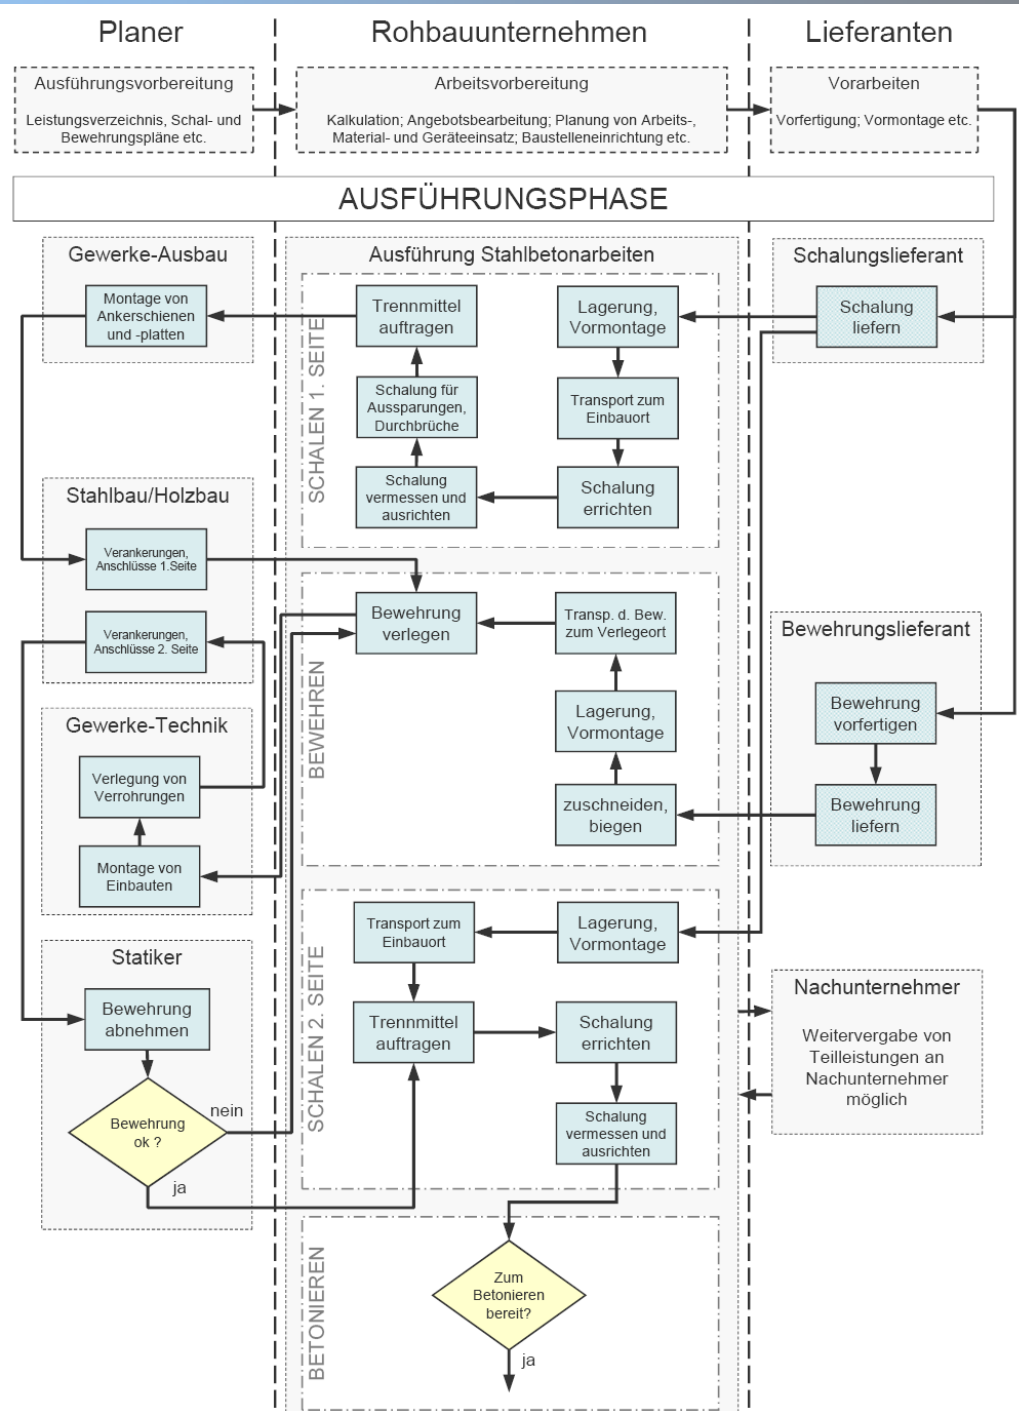 Planer
Rohbauunternehmen
Lieferanten
Ausführungsvorbereitung
Leistungsverzeichnis, Schal- und
Bewehrungspläne etc.
Arbeitsvorbereitung
Kalkulation; Angebotsbearbeitung; Planung von Arbeits-,
Material- und Geräteeinsatz; Baustelleneinrichtung etc.
Vorarbeiten
Vorfertigung; Vormontage etc.
AUSFÜHRUNGSPHASE
Gewerke-Ausbau
Montage von
Ankerschienen
und -platten
Stahlbau/Holzbau
Verankerungen,
Anschlüsse 1.Seite
Verankerungen,
Anschlüsse 2. Seite
Gewerke-Technik
Verlegung von
Verrohrungen
Montage von
Einbauten
Statiker
Bewehrung
abnehmen
Bewehrung
ok ?
nein
ja
Ausführung Stahlbetonarbeiten
SCHALEN 1. SEITE
Trennmittel
auftragen
Lagerung,
Vormontage
Schalung für
Aussparungen,
Durchbrüche
Transport zum
Einbauort
Schalung
vermessen und
ausrichten
Schalung
errichten
BEWEHREN
Bewehrung
verlegen
Transp. d. Bew.
zum Verlegeort
Lagerung,
Vormontage
zuschneiden,
biegen
SCHALEN 2. SEITE
Transport zum
Einbauort
Lagerung,
Vormontage
Trennmittel
auftragen
Schalung
errichten
Schalung
vermessen und
ausrichten
BETONIEREN
Zum
Betonieren
bereit?
ja
Schalungslieferant
Schalung
liefern
Bewehrungslieferant
Bewehrung
vorfertigen
Bewehrung
liefern
Nachunternehmer
Weitervergabe von
Teilleistungen an
Nachunternehmer
möglich